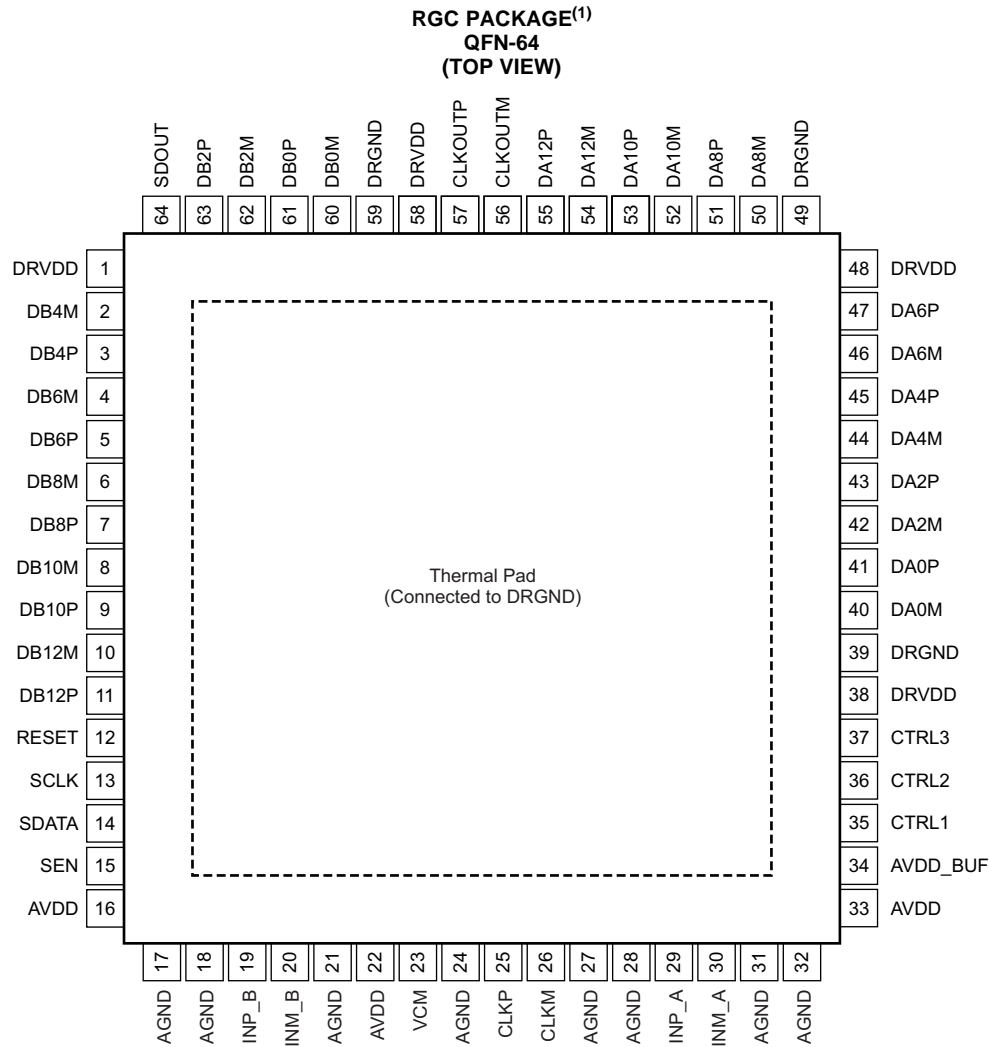 RGC PACKAGE(1)
QFN-64
(TOP VIEW)
SDOUT DB2P DB2M DB0P DB0M DRGND DRVDD CLKOUTP CLKOUTM DA12P DA12M DA10P DA10M DA8P DA8M DRGND
64 63 62 61 60 59 58 57 56 55 54 53 52 51 50 49
DRVDD 1 48 DRVDD
DB4M 2 47 DA6P
DB4P 3 46 DA6M
DB6M 4 45 DA4P
DB6P 5 44 DA4M
DB8M 6 43 DA2P
DB8P 7 42 DA2M
DB10M 8 41 DA0P
Thermal Pad
(Connected to DRGND)
DB10P 9 40 DA0M
DB12M 10 39 DRGND
DB12P 11 38 DRVDD
RESET 12 37 CTRL3
SCLK 13 36 CTRL2
SDATA 14 35 CTRL1
SEN 15 34 AVDD_BUF
AVDD 16 33 AVDD
17 18 19 20 21 22 23 24 25 26 27 28 29 30 31 32
AGND AGND INP_B INM_B AGND AVDD VCM AGND CLKP CLKM AGND AGND INP_A INM_A AGND AGND